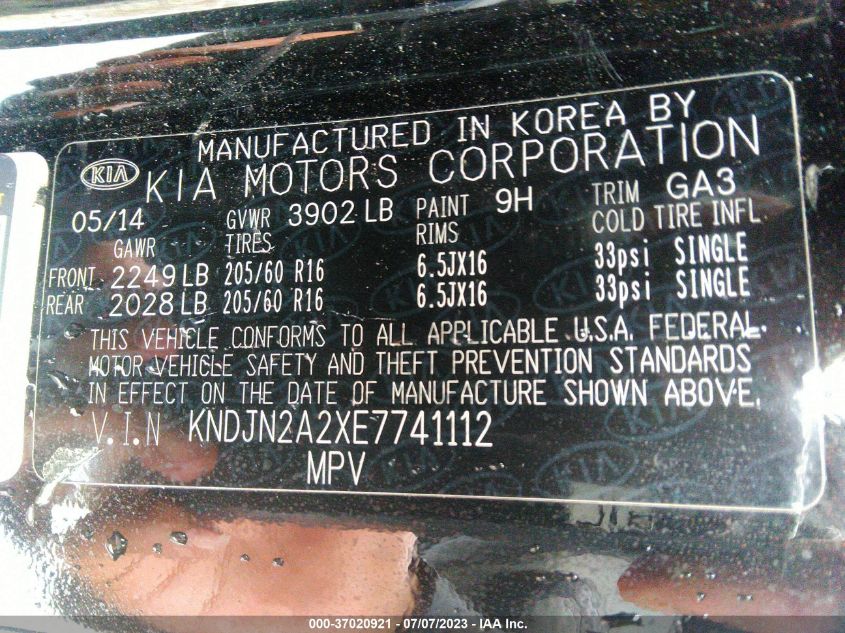 MANUFACTURED IN KOREA BY
KIA KIA MOTORS CORPORATION
05/14 GVWR 3902 LB PAINT 9H TRIM GA3
GAWR TIRES RIMS COLD TIRE INFL
FRONT 2249 LB 205/60 R16 6.5JX16 33psi SINGLE
REAR 2028 LB 205/60 R16 6.5JX16 33psi SINGLE
THIS VEHICLE CONFORMS TO ALL APPLICABLE U.S.A. FEDERAL
MOTOR VEHICLE SAFETY AND THEFT PREVENTION STANDARDS
IN EFFECT ON THE DATE OF MANUFACTURE SHOWN ABOVE.
V.I.N KNDJN2A2XE7741112
MPV
000-37020921 - 07/07/2023 - IAA Inc.